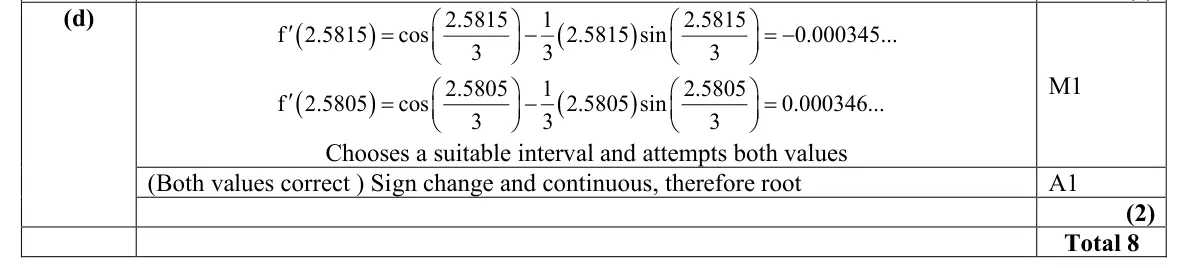 (d)
f′(2.5815) = cos(2.5815/3) − 1/3(2.5815)sin(2.5815/3) = −0.000345...
f′(2.5805) = cos(2.5805/3) − 1/3(2.5805)sin(2.5805/3) = 0.000346...
M1
Chooses a suitable interval and attempts both values
(Both values correct ) Sign change and continuous, therefore root A1
(2)
Total 8